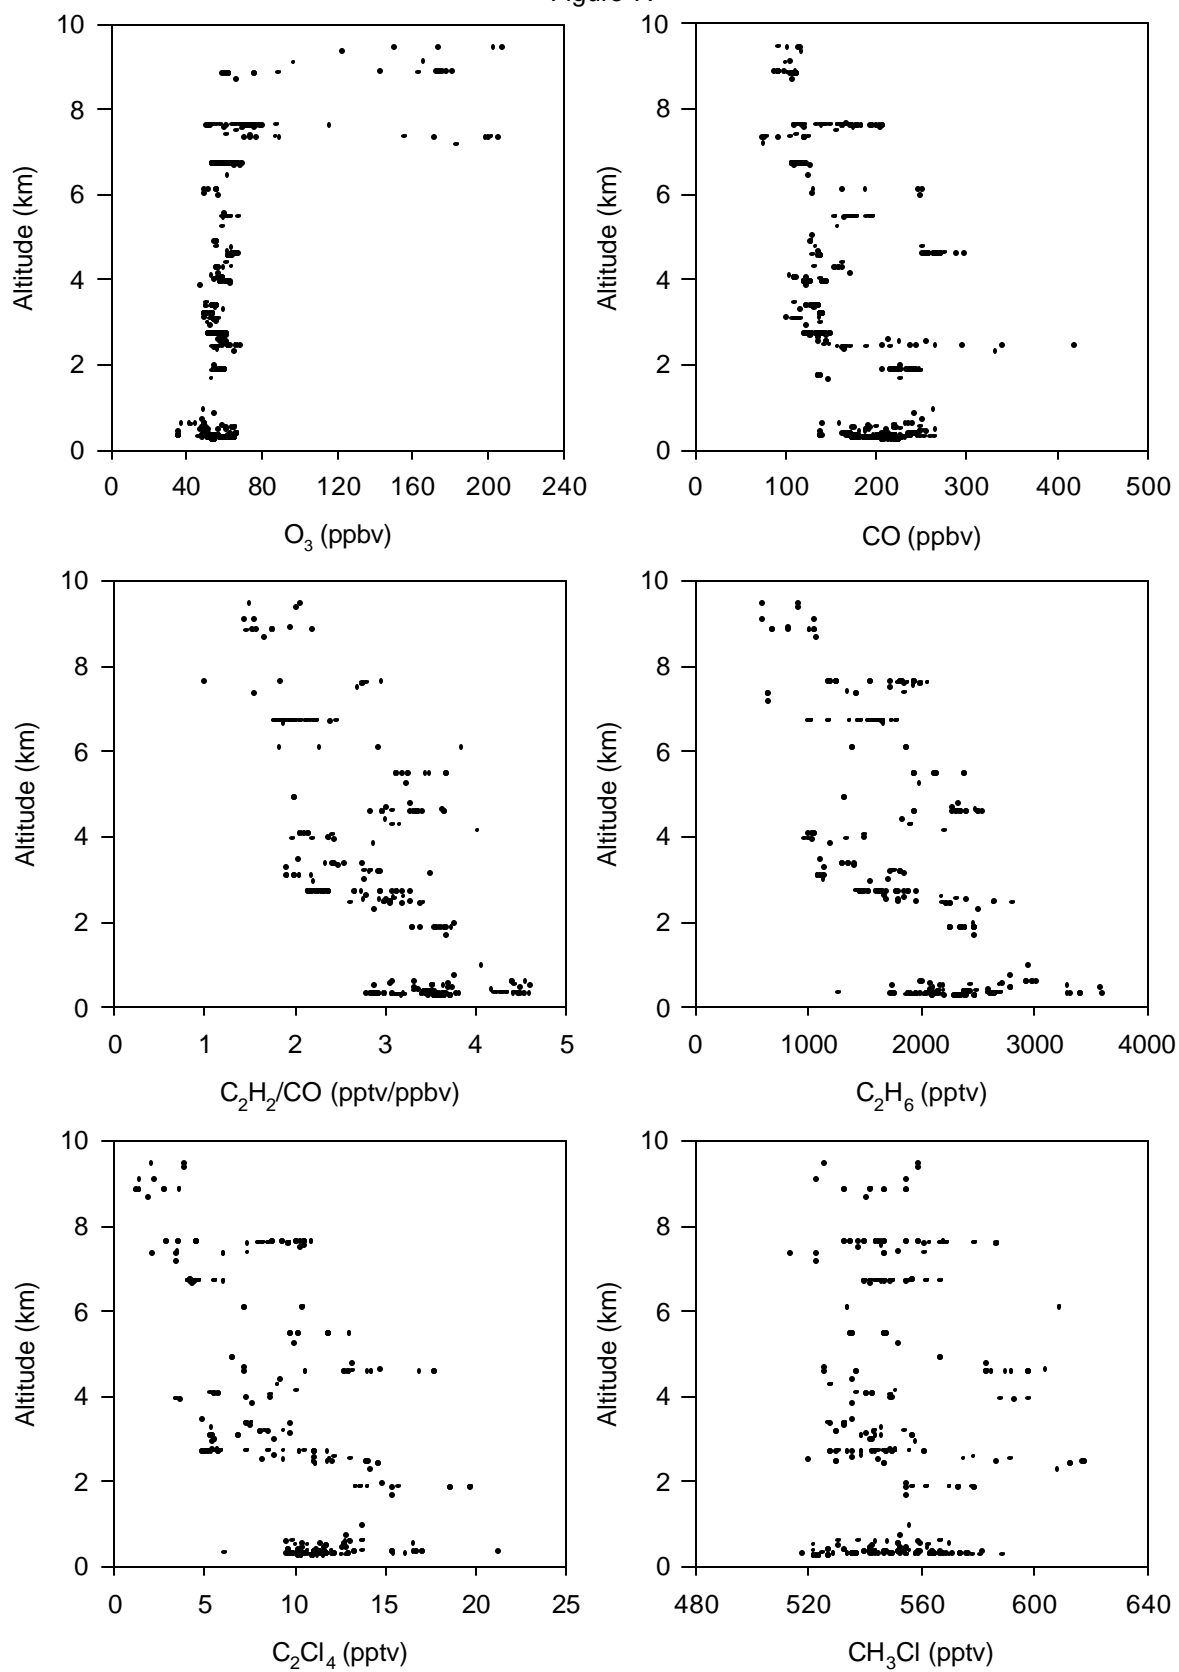 10
8
6
4
2
0
Altitude (km)
0 40 80 120 160 200 240
O3 (ppbv)
10
8
6
4
2
0
Altitude (km)
0 100 200 300 400 500
CO (ppbv)
10
8
6
4
2
0
Altitude (km)
0 1 2 3 4 5
C2H2/CO (pptv/ppbv)
10
8
6
4
2
0
Altitude (km)
0 1000 2000 3000 4000
C2H6 (pptv)
10
8
6
4
2
0
Altitude (km)
0 5 10 15 20 25
C2Cl4 (pptv)
10
8
6
4
2
0
Altitude (km)
480 520 560 600 640
CH3Cl (pptv)